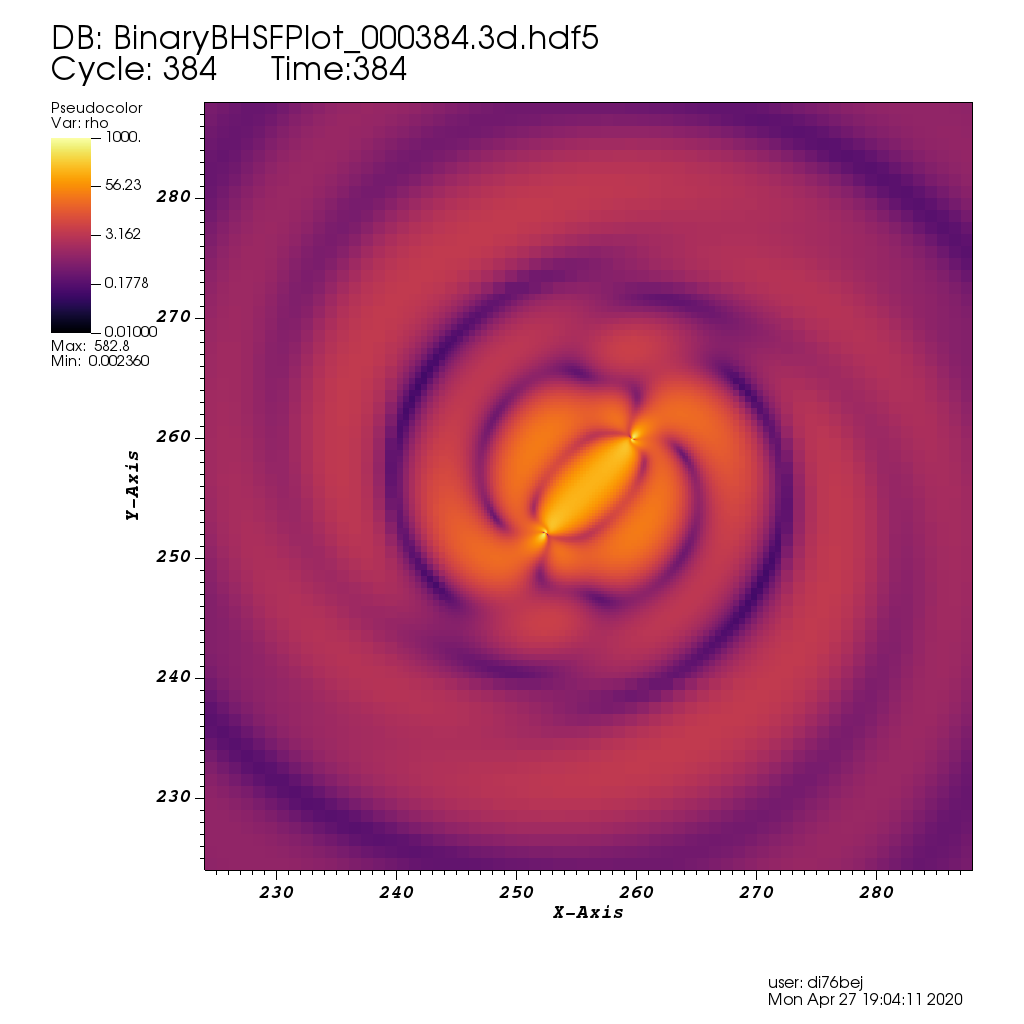 DB: BinaryBHSFPlot_000384.3d.hdf5
Cycle: 384 Time:384
Pseudocolor
Var: rho
1000.
56.23
3.162
0.1778
0.01000
Max: 582.8
Min: 0.002360
280
270
260
250
240
230
Y-Axis
230 240 250 260 270 280
X-Axis
user: di76bej
Mon Apr 27 19:04:11 2020